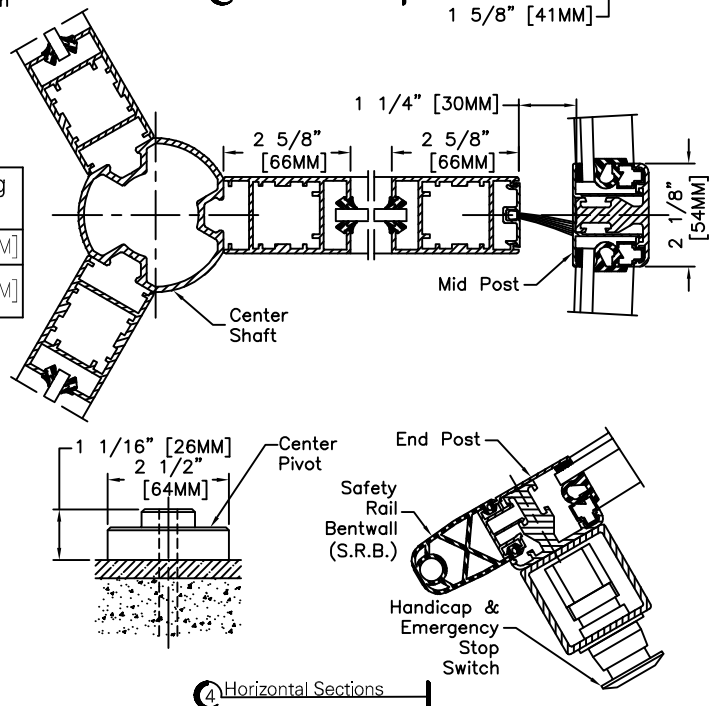 1 5/8" [41MM]
1 1/4" [30MM]
2 5/8"
[66MM]
2 5/8"
[66MM]
2 1/8"
[54MM]
Mid Post
Center
Shaft
1 1/16" [26MM]
2 1/2"
[64MM]
Center
Pivot
End Post
Safety
Rail
Bentwall
(S.R.B.)
Handicap &
Emergency
Stop
Switch
4 Horizontal Sections